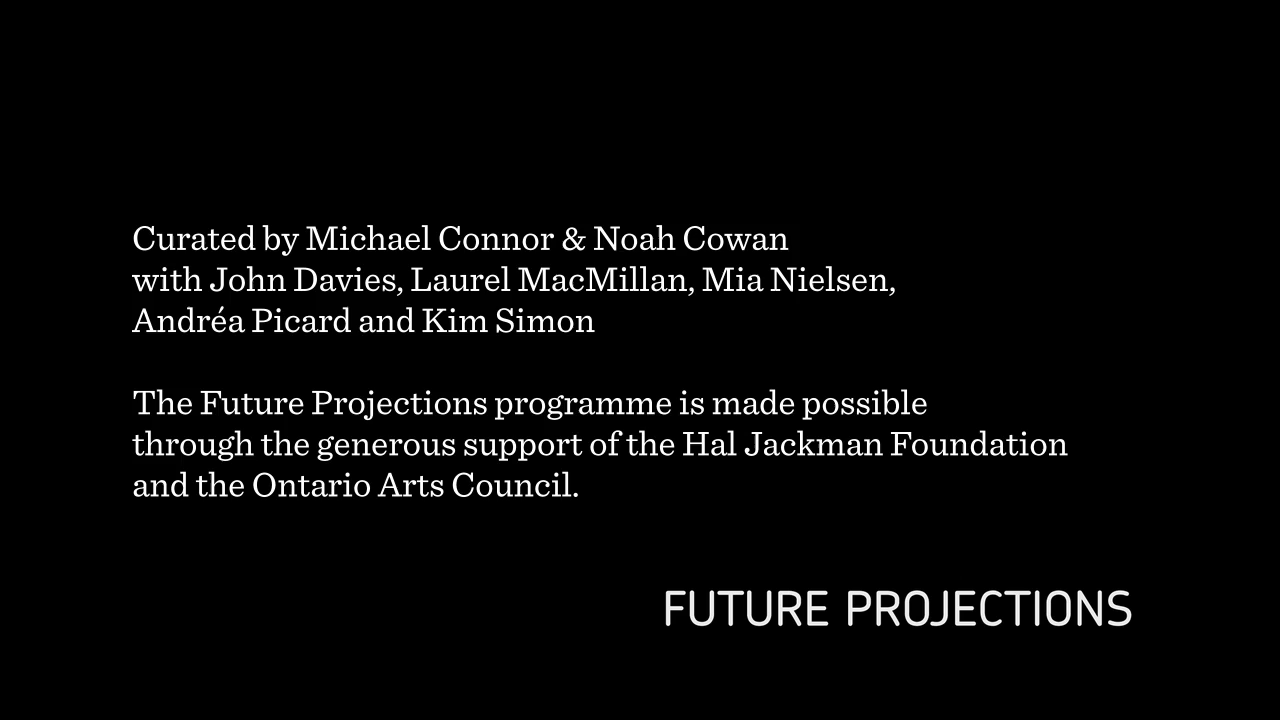 Curated by Michael Connor & Noah Cowan
with John Davies, Laurel MacMillan, Mia Nielsen,
Andréa Picard and Kim Simon
The Future Projections programme is made possible
through the generous support of the Hal Jackman Foundation
and the Ontario Arts Council.
FUTURE PROJECTIONS